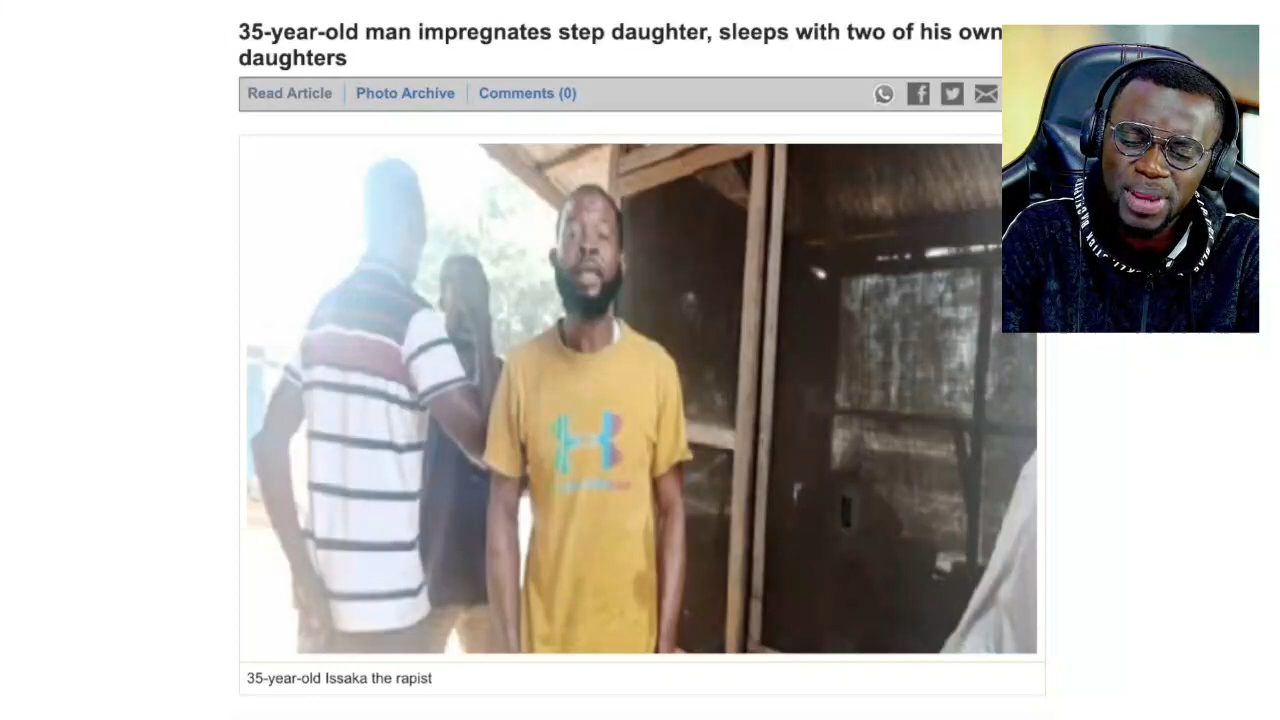 35-year-old man impregnates step daughter, sleeps with two of his own
daughters
Read Article
Photo Archive
Comments (0)
35-year-old Issaka the rapist